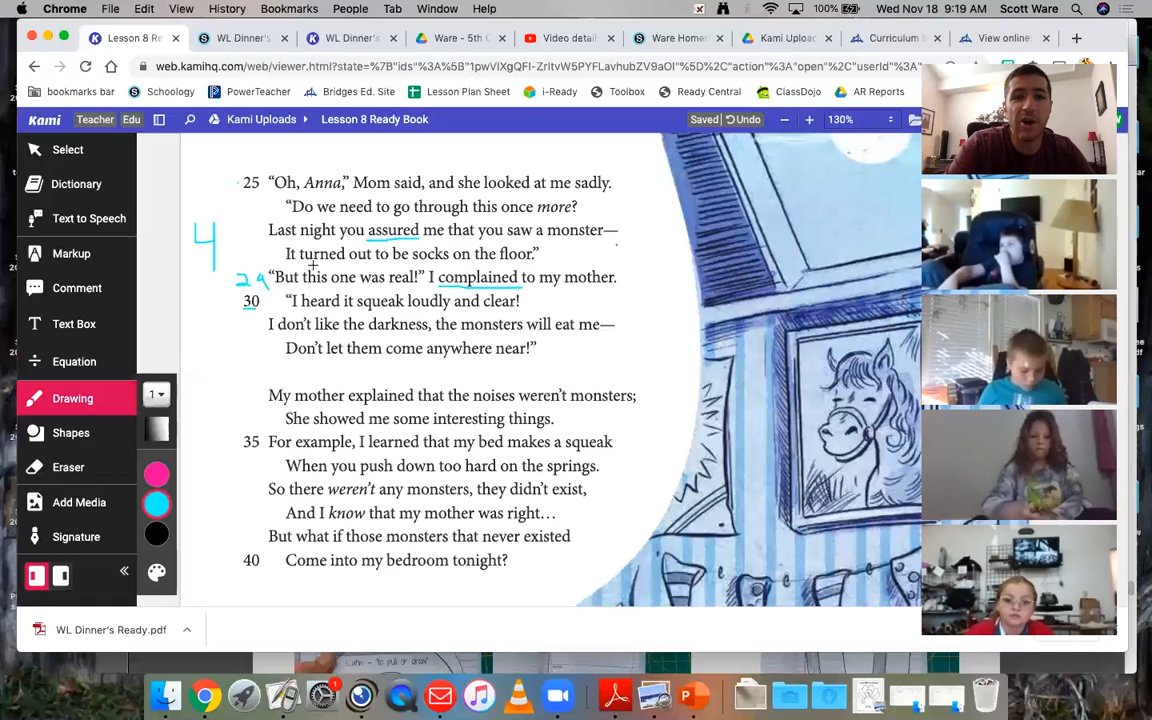 Chrome File Edit View History Bookmarks People Tab Window Help 100% Wed Nov 18 9:19 AM Scott Ware
Lesson 8 Re WL Dinner's WL Dinner's Ware - 5th Video detai Ware Home Kami Uploa Curriculum View online
web.kamihq.com/web/viewer.html?state=%7B"ids"%3A%5B"1pwViXgQFI-ZrItvW5PYFLavhubZV9aOI"%5D%2C"action"%3A"open"%2C"userId"%3A
bookmarks bar Schoology PowerTeacher Bridges Ed. Site Lesson Plan Sheet i-Ready Toolbox Ready Central ClassDojo AR Reports
Kami Teacher Edu Kami Uploads Lesson 8 Ready Book Saved Undo 130%
Select
Dictionary
Text to Speech
Markup
Comment
Text Box
Equation
Drawing
Shapes
Eraser
Add Media
Signature
1
4
25 “Oh, Anna,” Mom said, and she looked at me sadly.
“Do we need to go through this once more?
Last night you assured me that you saw a monster—
It turned out to be socks on the floor.”
29 “But this one was real!” I complained to my mother.
30 “I heard it squeak loudly and clear!
I don’t like the darkness, the monsters will eat me—
Don’t let them come anywhere near!”
My mother explained that the noises weren’t monsters;
She showed me some interesting things.
35 For example, I learned that my bed makes a squeak
When you push down too hard on the springs.
So there weren’t any monsters, they didn’t exist,
And I know that my mother was right…
But what if those monsters that never existed
40 Come into my bedroom tonight?
WL Dinner's Ready.pdf